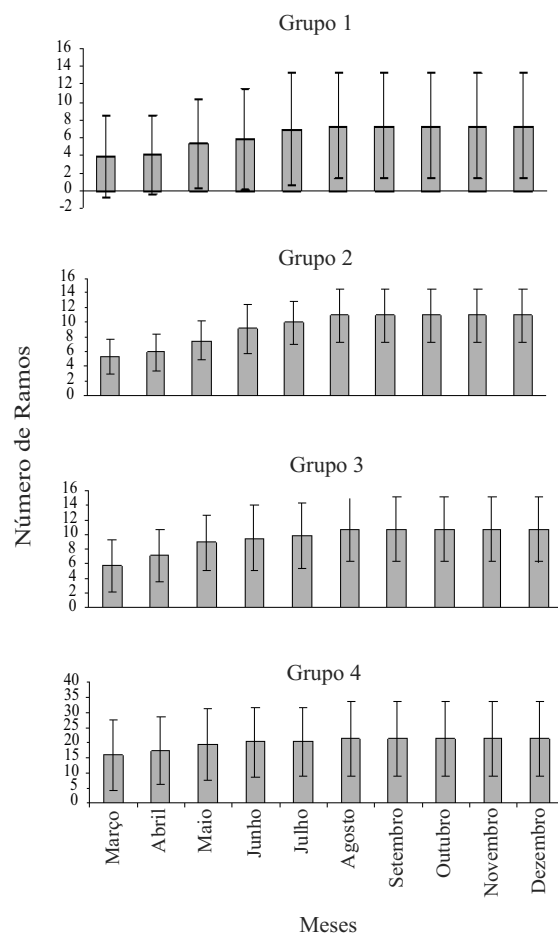 Grupo 1
16
14
12
10
8
6
4
2
0
-2
Grupo 2
16
14
12
10
8
6
4
2
0
Número de Ramos
Grupo 3
16
14
12
10
8
6
4
2
0
Grupo 4
40
35
30
25
20
15
10
5
0
Março
Abril
Maio
Junho
Julho
Agosto
Setembro
Outubro
Novembro
Dezembro
Meses